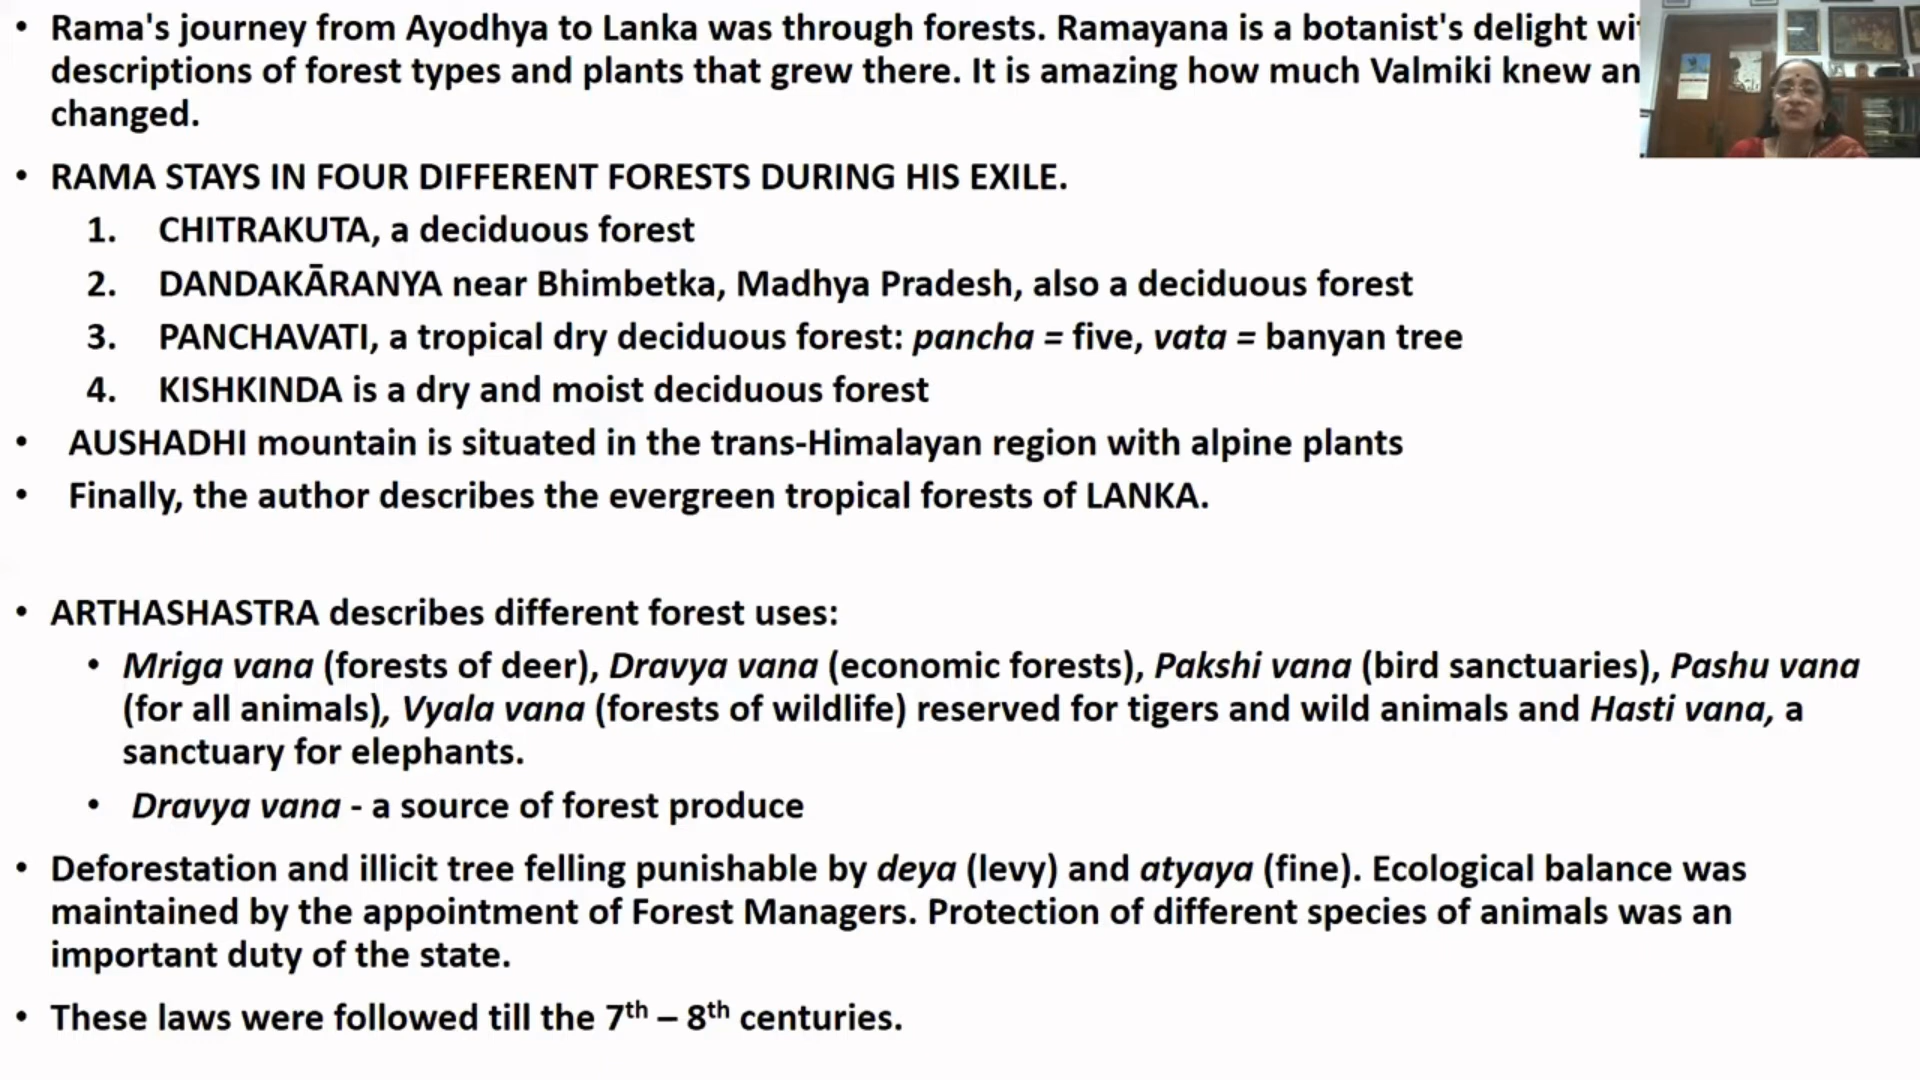 • Rama's journey from Ayodhya to Lanka was through forests. Ramayana is a botanist's delight
descriptions of forest types and plants that grew there. It is amazing how much Valmiki knew
changed.
• RAMA STAYS IN FOUR DIFFERENT FORESTS DURING HIS EXILE.
1. CHITRAKUTA, a deciduous forest
2. DANDAKĀRANYA near Bhimbetka, Madhya Pradesh, also a deciduous forest
3. PANCHAVATI, a tropical dry deciduous forest: pancha = five, vata = banyan tree
4. KISHKINDA is a dry and moist deciduous forest
• AUSHADHI mountain is situated in the trans-Himalayan region with alpine plants
• Finally, the author describes the evergreen tropical forests of LANKA.
• ARTHASHASTRA describes different forest uses:
• Mriga vana (forests of deer), Dravya vana (economic forests), Pakshi vana (bird sanctuaries), Pashu vana
(for all animals), Vyala vana (forests of wildlife) reserved for tigers and wild animals and Hasti vana, a
sanctuary for elephants.
• Dravya vana - a source of forest produce
• Deforestation and illicit tree felling punishable by deya (levy) and atyaya (fine). Ecological balance was
maintained by the appointment of Forest Managers. Protection of different species of animals was an
important duty of the state.
• These laws were followed till the 7th – 8th centuries.